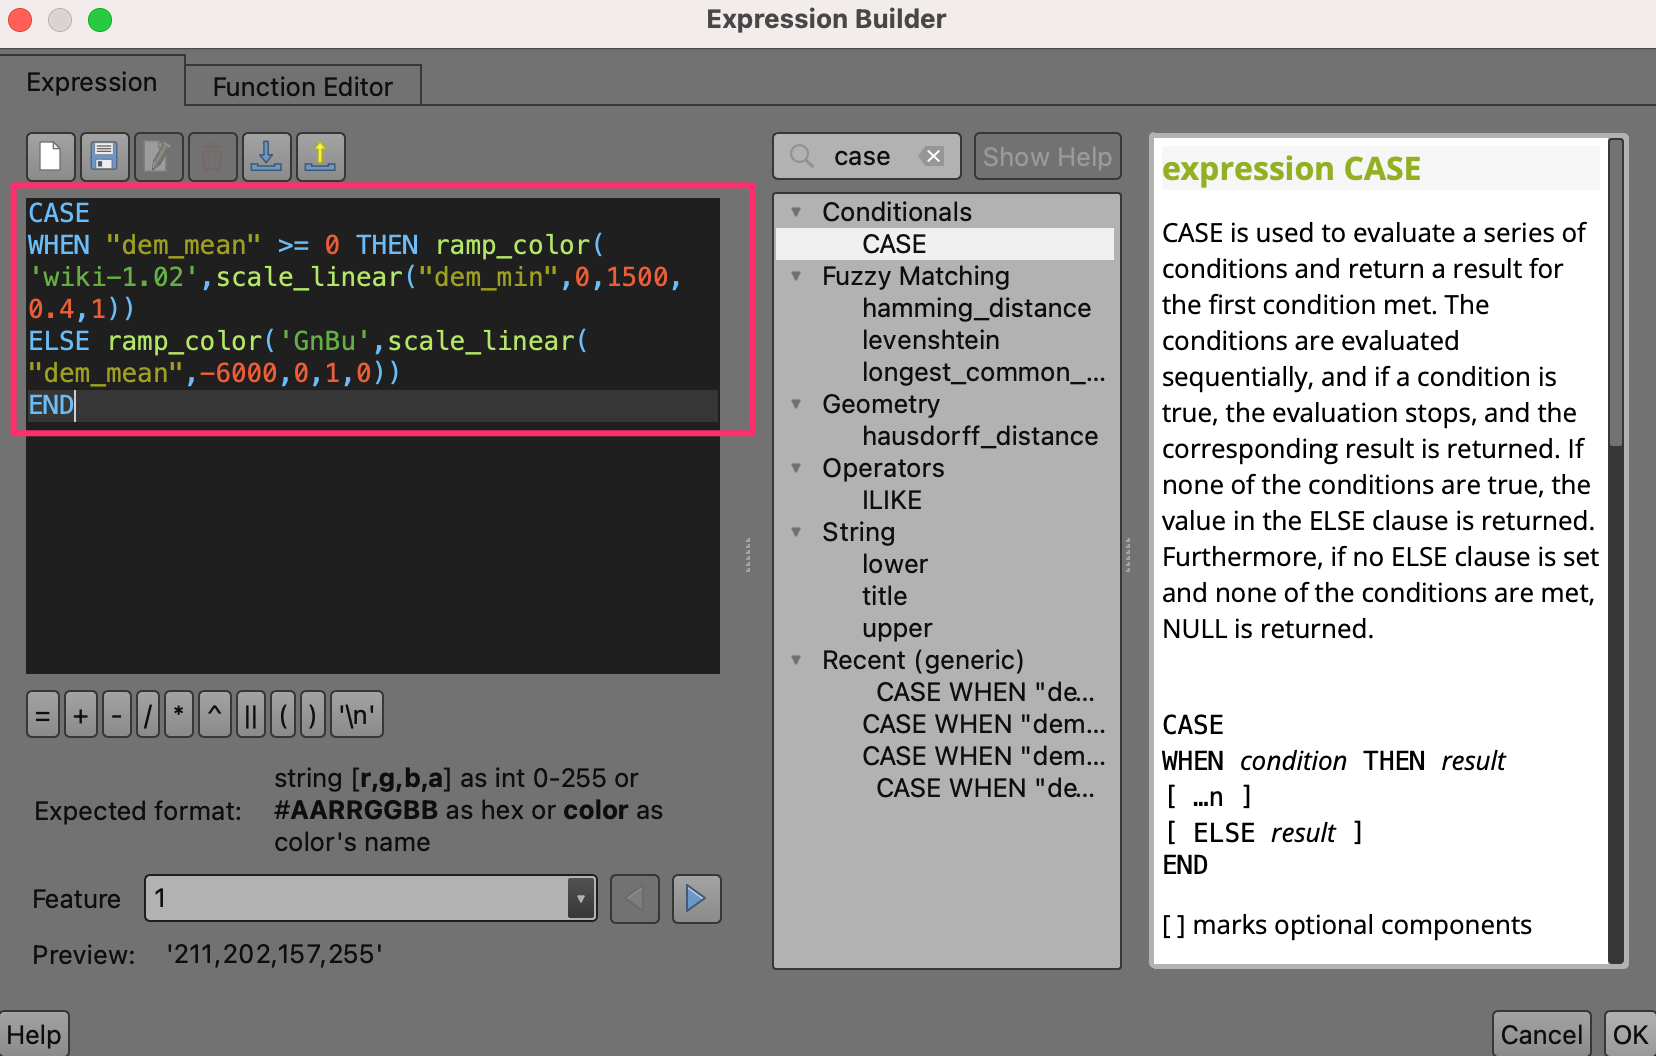 Expression Builder
Expression
Function Editor
CASE
WHEN "dem_mean" >= 0 THEN ramp_color(
'wiki-1.02',scale_linear("dem_min",0,1500,
0.4,1))
ELSE ramp_color('GnBu',scale_linear(
"dem_mean",-6000,0,1,0))
END
= + - / * ^ || ( ) '\n'
Expected format:
string [r,g,b,a] as int 0-255 or
#AARRGGBB as hex or color as
color's name
Feature
1
Preview:
'211,202,157,255'
case
Show Help
Conditionals
CASE
Fuzzy Matching
hamming_distance
levenshtein
longest_common_...
Geometry
hausdorff_distance
Operators
ILIKE
String
lower
title
upper
Recent (generic)
CASE WHEN "de...
CASE WHEN "dem...
CASE WHEN "dem...
CASE WHEN "de...
expression CASE
CASE is used to evaluate a series of
conditions and return a result for
the first condition met. The
conditions are evaluated
sequentially, and if a condition is
true, the evaluation stops, and the
corresponding result is returned. If
none of the conditions are true, the
value in the ELSE clause is returned.
Furthermore, if no ELSE clause is set
and none of the conditions are met,
NULL is returned.
CASE
WHEN condition THEN result
[ …n ]
[ ELSE result ]
END
[ ] marks optional components
Help
Cancel
OK